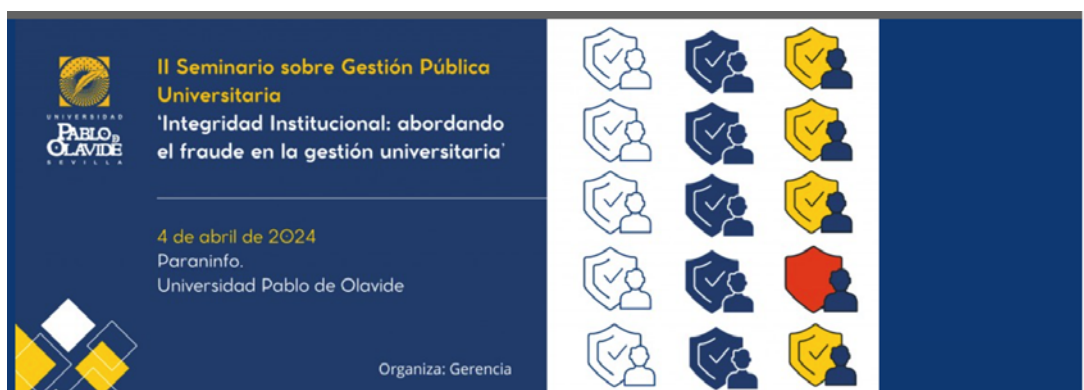 UNIVERSIDAD
PABLO DE
OLAVIDE
SEVILLA
II Seminario sobre Gestión Pública
Universitaria
'Integridad Institucional: abordando
el fraude en la gestión universitaria'
4 de abril de 2024
Paraninfo.
Universidad Pablo de Olavide
Organiza: Gerencia